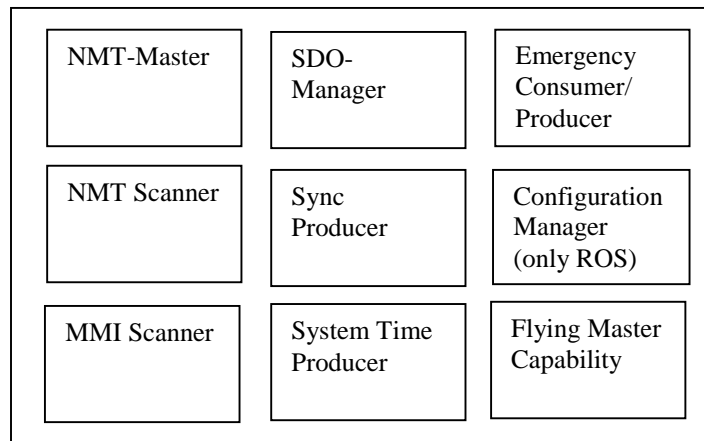 NMT-Master
SDO-
Manager
Emergency
Consumer/
Producer
NMT Scanner
Sync
Producer
Configuration
Manager
(only ROS)
MMI Scanner
System Time
Producer
Flying Master
Capability